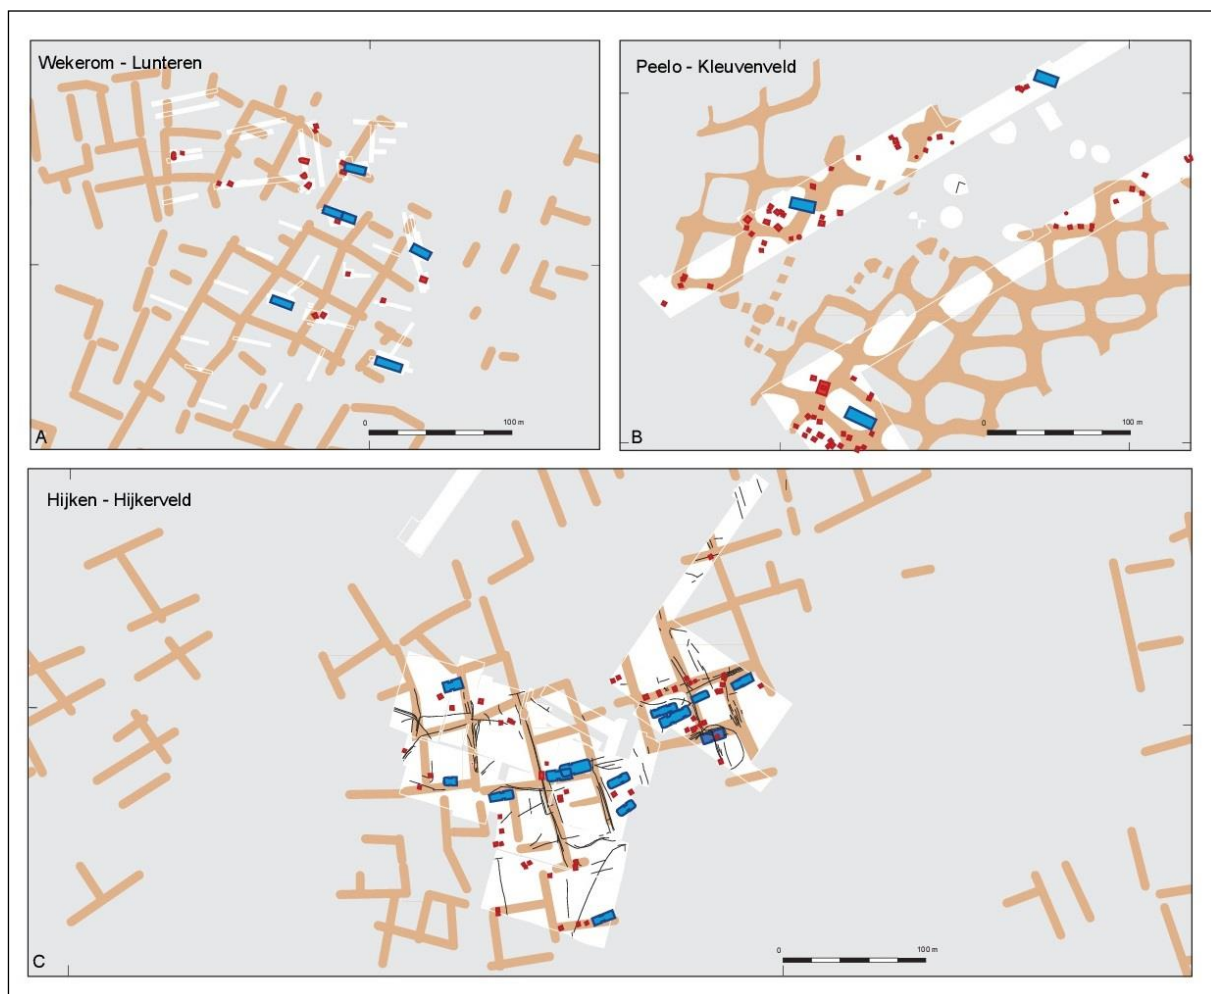 Wekerom - Lunteren
0
100 m
A
Peelo - Kleuvenveld
0
100 m
B
Hijken - Hijkerveld
0
100 m
C